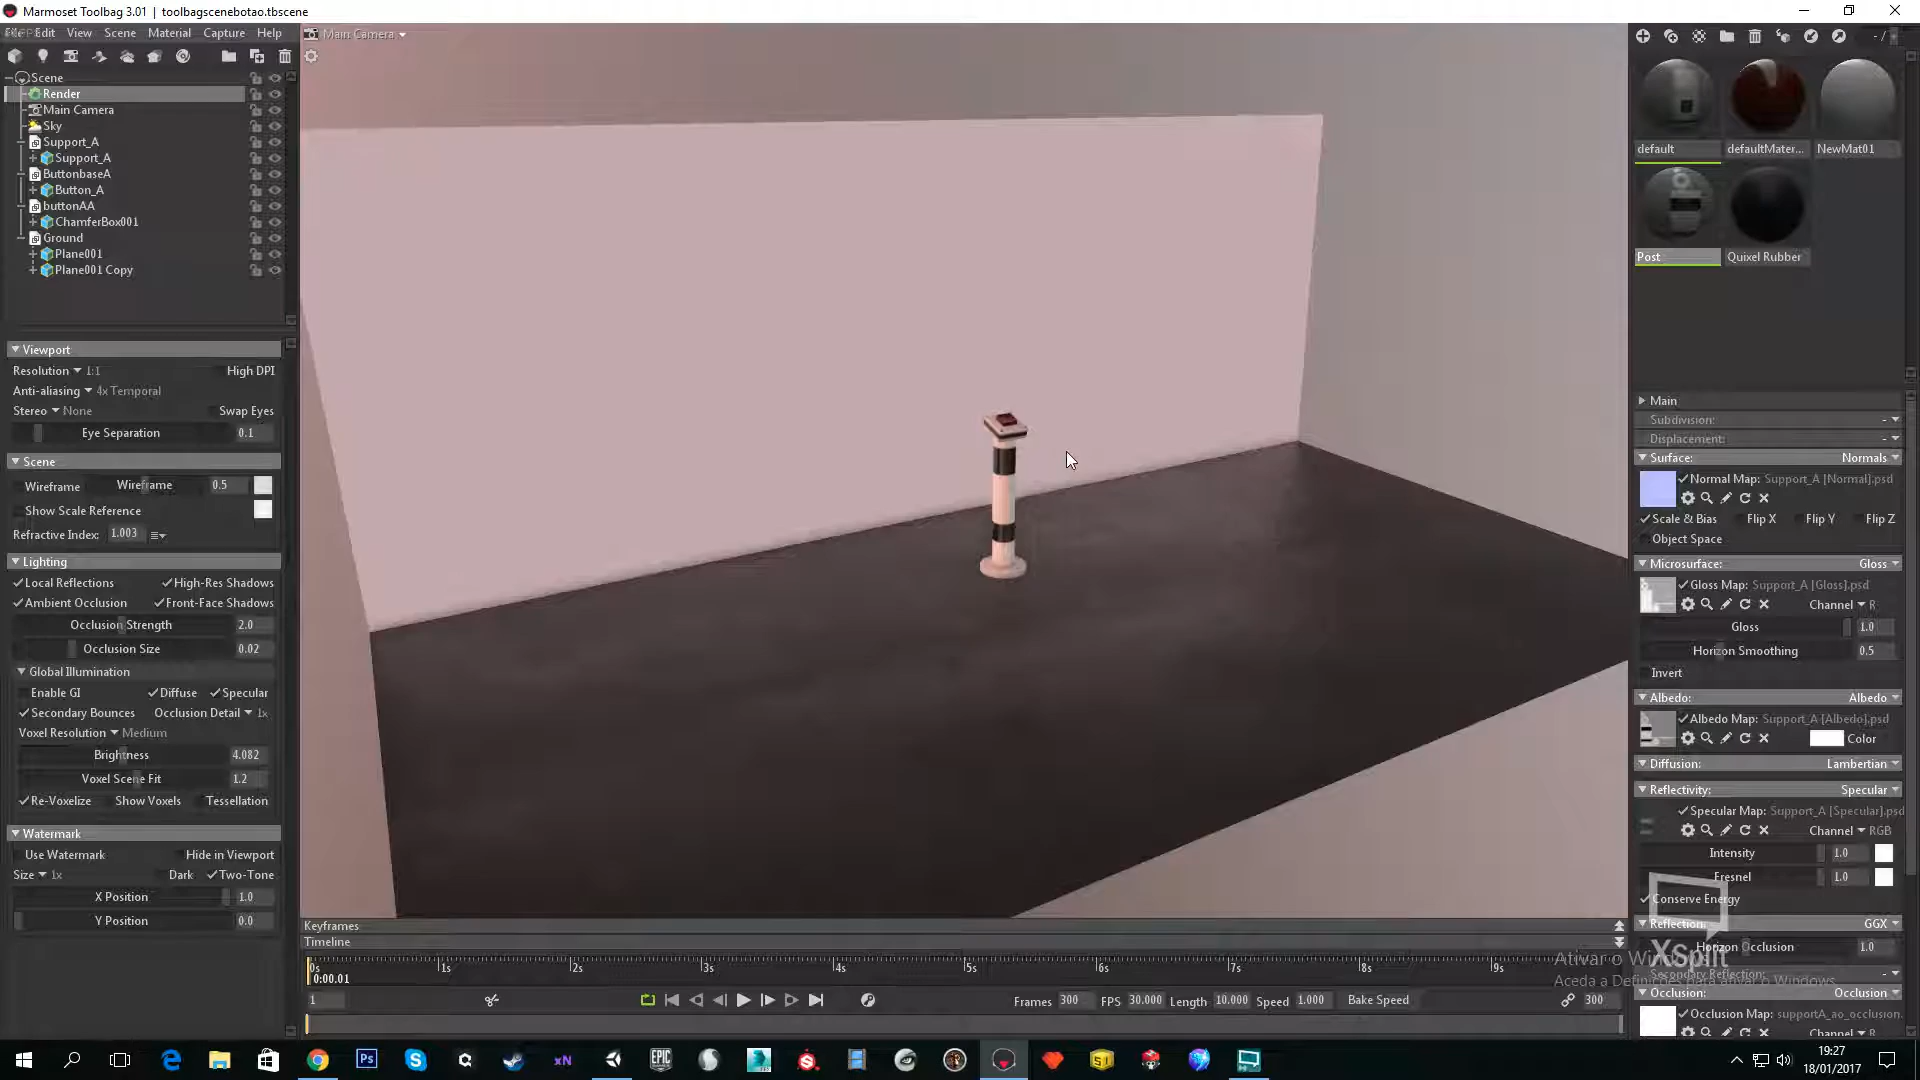 Marmoset Toolbag 3.01 | toolbagscenebotao.tbscene
Edit View Scene Material Capture Help
Main Camera
Scene
Render
Main Camera
Sky
Support_A
Support_A
ButtonbaseA
Button_A
buttonAA
ChamferBox001
Ground
Plane001
Plane001 Copy
Viewport
Resolution 1:1 High DPI
Anti-aliasing 4x Temporal
Stereo None Swap Eyes
Eye Separation 0.1
Scene
Wireframe Wireframe 0.5
Show Scale Reference
Refractive Index: 1.003
Lighting
Local Reflections High-Res Shadows
Ambient Occlusion Front-Face Shadows
Occlusion Strength 2.0
Occlusion Size 0.02
Global Illumination
Enable GI Diffuse Specular
Secondary Bounces Occlusion Detail 1x
Voxel Resolution Medium
Brightness 4.082
Voxel Scene Fit 1.2
Re-Voxelize Show Voxels Tessellation
Watermark
Use Watermark Hide in Viewport
Size 1x Dark Two-Tone
X Position 1.0
Y Position 0.0
Keyframes
Timeline
0s 1s 2s 3s 4s 5s 6s 7s 8s 9s
0:00.01
1 Frames 300 FPS 30.000 Length 10.000 Speed 1.000 Bake Speed 300
default defaultMater... NewMat01
Post Quixel Rubber
Main
Subdivision: -
Displacement: -
Surface: Normals
Normal Map: Support_A [Normal].psd
Scale & Bias Flip X Flip Y Flip Z
Object Space
Microsurface: Gloss
Gloss Map: Support_A [Gloss].psd
Channel R
Gloss 1.0
Horizon Smoothing 0.5
Invert
Albedo: Albedo
Albedo Map: Support_A [Albedo].psd
Color
Diffusion: Lambertian
Reflectivity: Specular
Specular Map: Support_A [Specular].psd
Channel RGB
Intensity 1.0
Fresnel 1.0
Conserve Energy
Reflection: GGX
Horizon Occlusion 1.0
XSplit
Ativar o Windows
Aceda a Definições para ativar o Windows.
Secondary Reflection: -
Occlusion: Occlusion
Occlusion Map: supportA_ao_occlusion
Channel R
19:27
18/01/2017